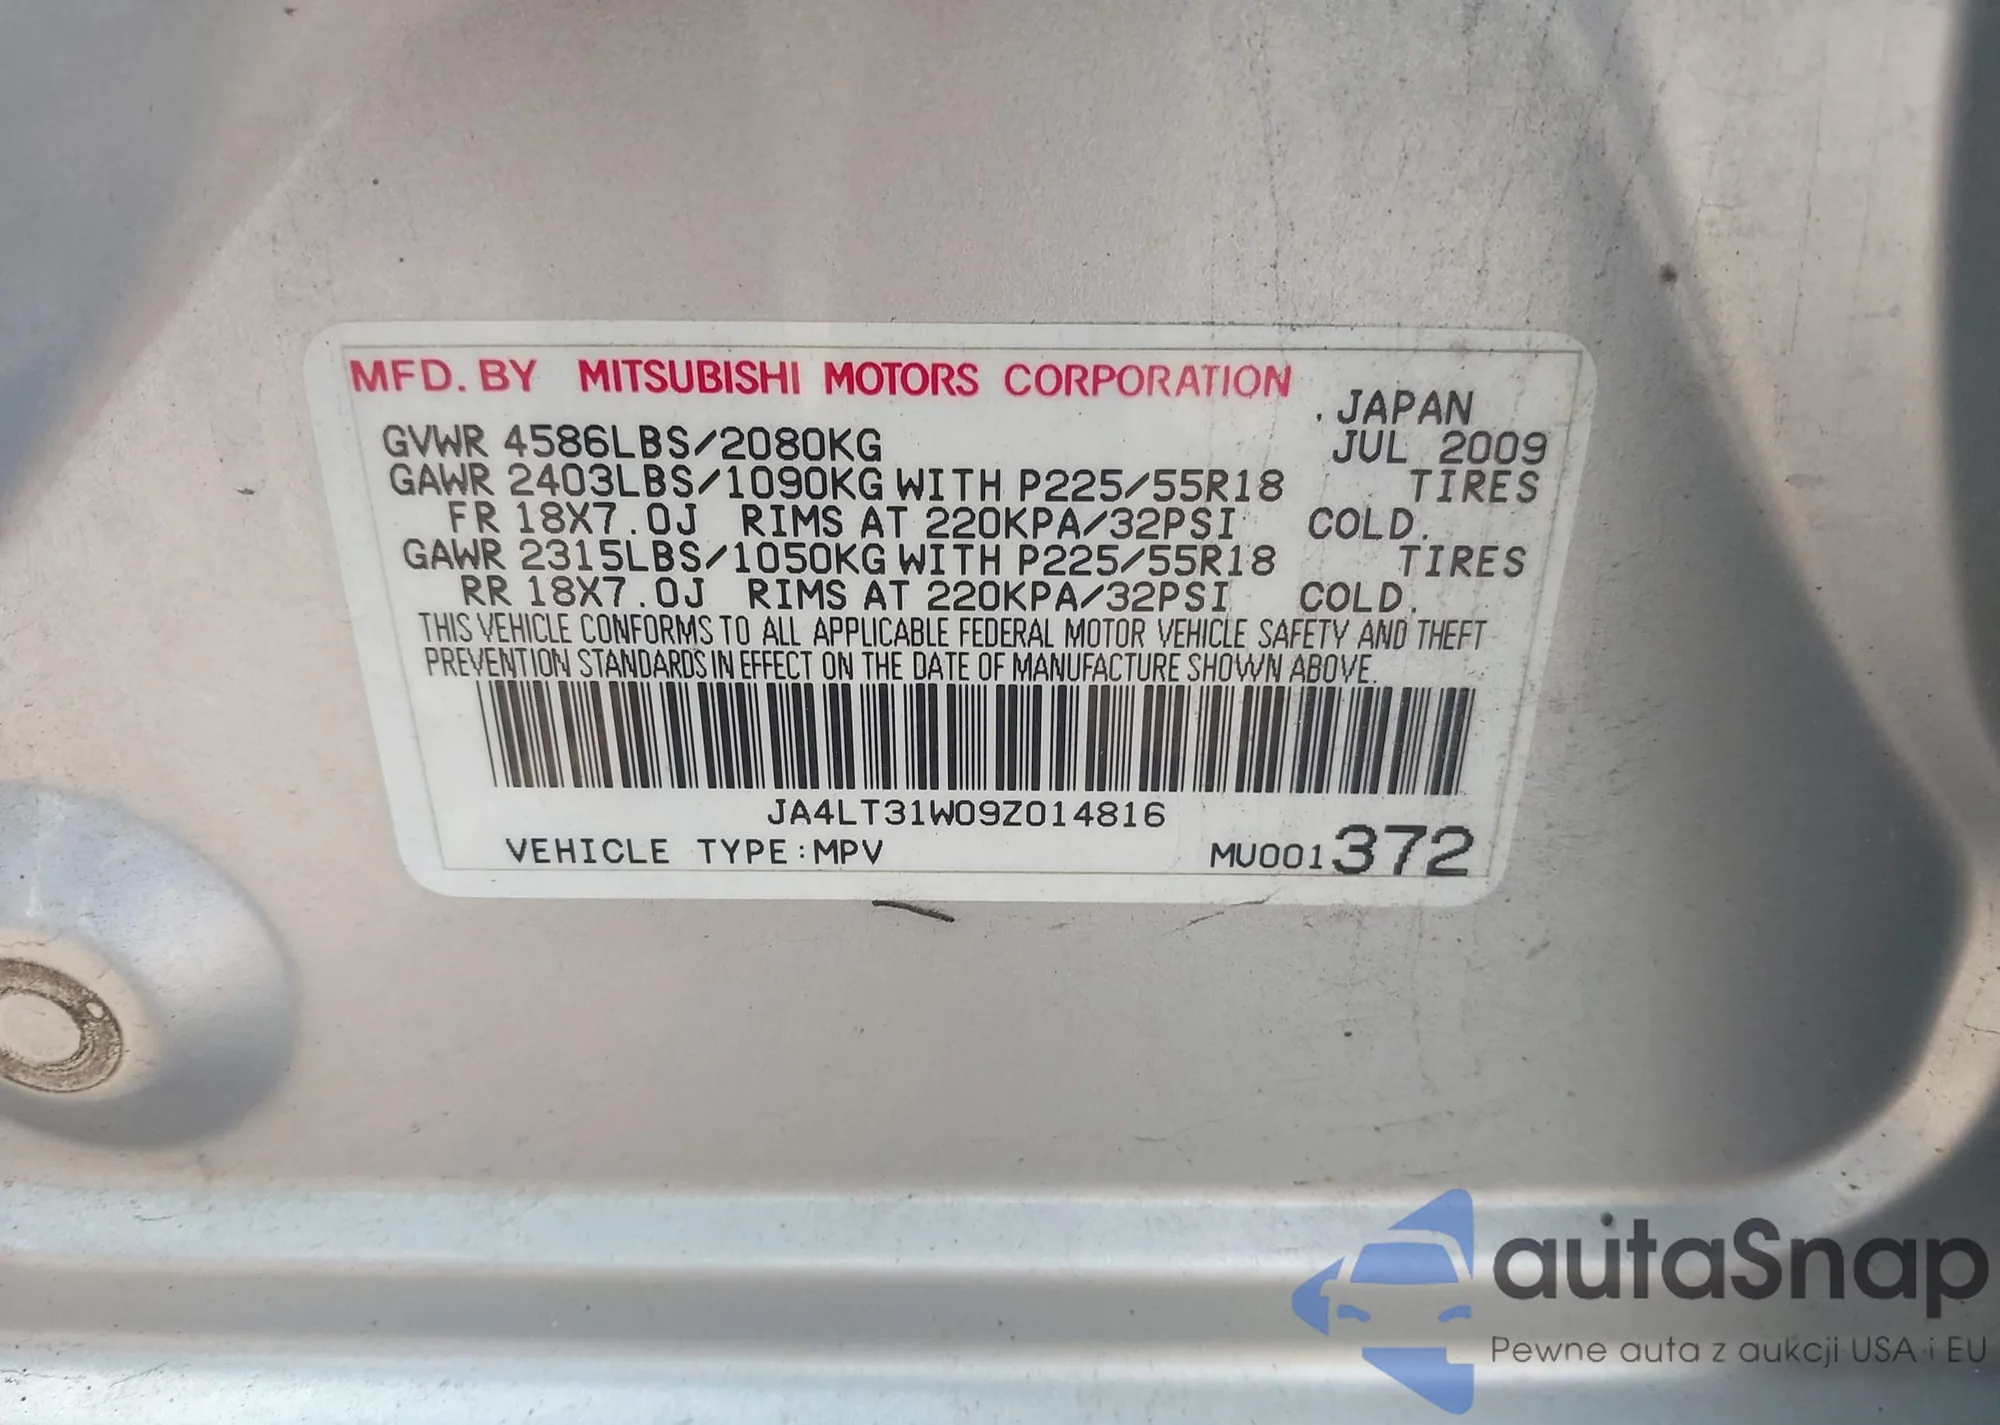 MFD. BY MITSUBISHI MOTORS CORPORATION
. JAPAN
GVWR 4586LBS/2080KG JUL 2009
GAWR 2403LBS/1090KG WITH P225/55R18 TIRES
FR 18X7.0J RIMS AT 220KPA/32PSI COLD.
GAWR 2315LBS/1050KG WITH P225/55R18 TIRES
RR 18X7.0J RIMS AT 220KPA/32PSI COLD.
THIS VEHICLE CONFORMS TO ALL APPLICABLE FEDERAL MOTOR VEHICLE SAFETY AND THEFT
PREVENTION STANDARDS IN EFFECT ON THE DATE OF MANUFACTURE SHOWN ABOVE.
JA4LT31W09Z014816
VEHICLE TYPE:MPV MU001372
autaSnap
Pewne auta z aukcji USA i EU